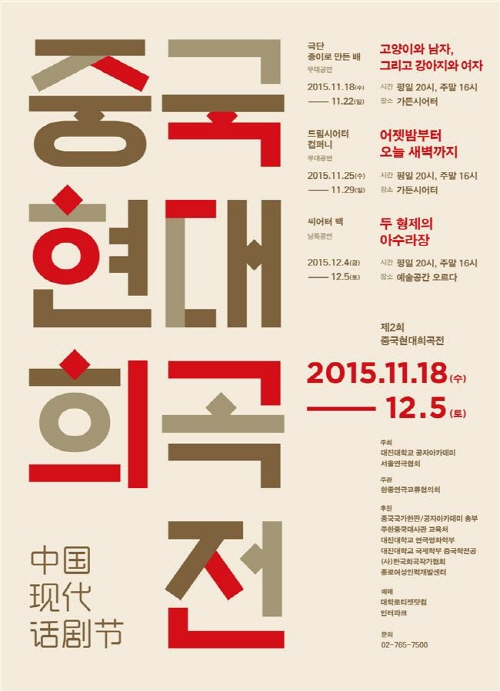 중국
현대
희곡
전
中国
现代
话剧节
극단
종이로 만든 배
무대공연
고양이와 남자,
그리고 강아지와 여자
2015.11.18(수)
11.22(일)
시간 평일 20시, 주말 16시
장소 가든시어터
드림시어터
컴퍼니
무대공연
어젯밤부터
오늘 새벽까지
2015.11.25(수)
11.29(일)
시간 평일 20시, 주말 16시
장소 가든시어터
씨어터 백
낭독공연
두 형제의
아수라장
2015.12.4(금)
12.5(토)
시간 평일 20시, 주말 16시
장소 예술공간 오르다
제2회
중국현대희곡전
2015.11.18(수)
12.5(토)
주최
대진대학교 공자아카데미
서울연극협회
주관
한중연극교류협의회
후원
중국국가한판/공자아카데미 총부
주한중국대사관 교육처
대진대학교 연극영화학부
대진대학교 국제학부 중국학전공
(사)한국희곡작가협회
종로여성인력개발센터
예매
대학로티켓닷컴
인터파크
문의
02-765-7500